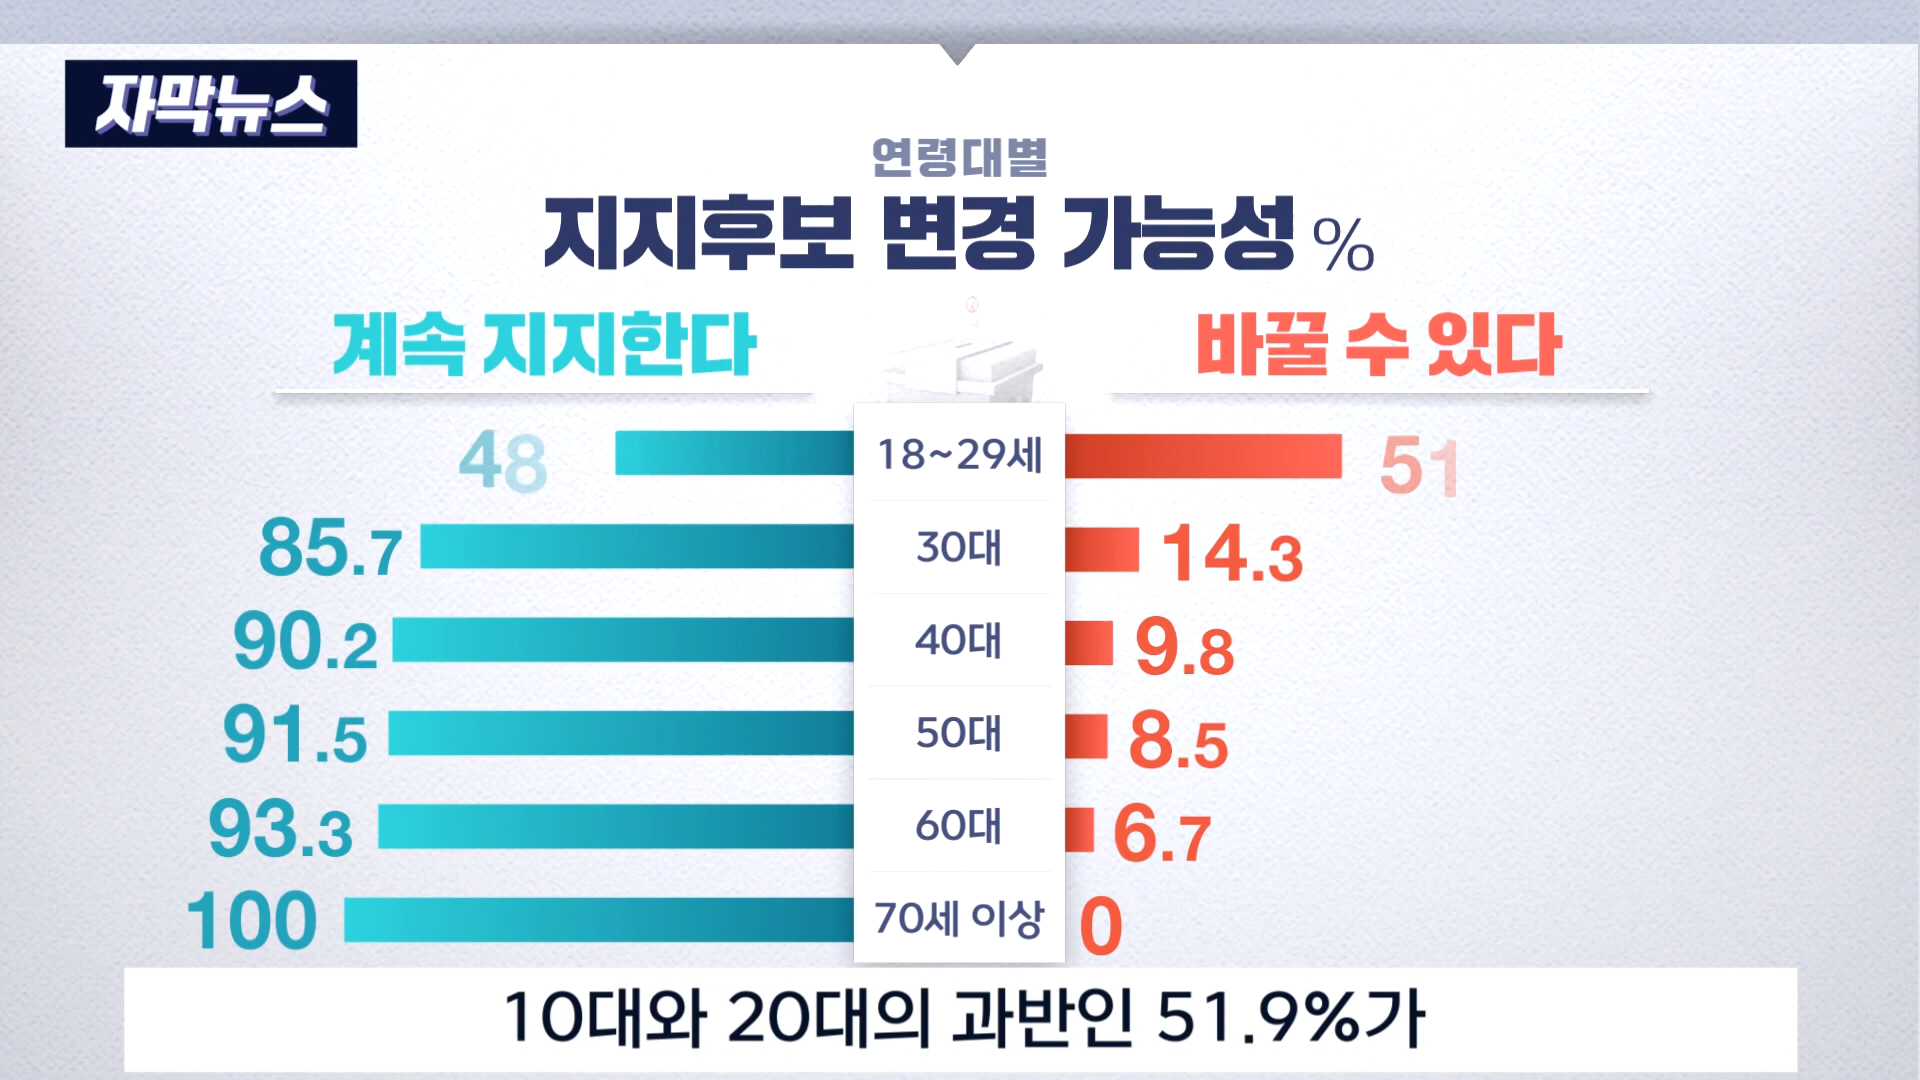 자막뉴스
연령대별
지지후보 변경 가능성 %
계속 지지한다
바꿀 수 있다
48 18~29세 51
85.7 30대 14.3
90.2 40대 9.8
91.5 50대 8.5
93.3 60대 6.7
100 70세 이상 0
10대와 20대의 과반인 51.9%가